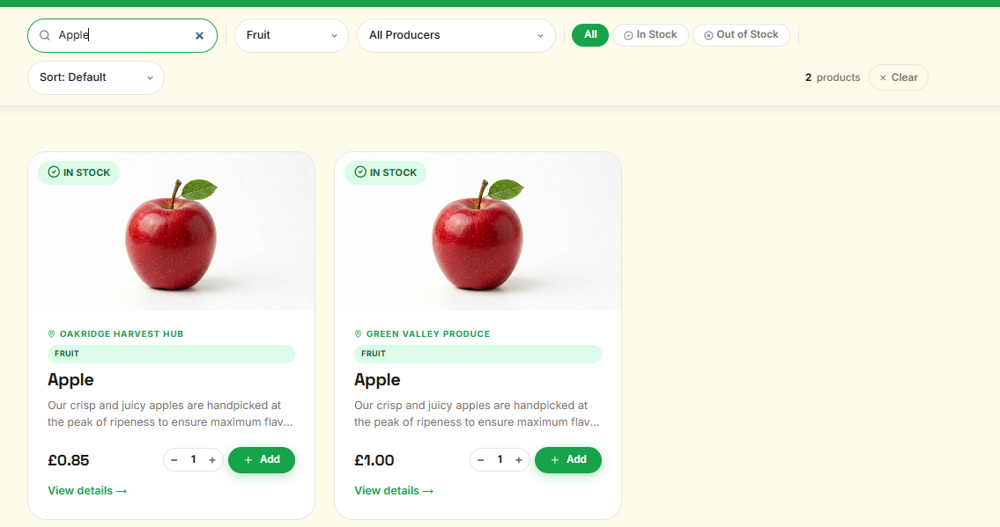 Apple
Fruit
All Producers
All
In Stock
Out of Stock
Sort: Default
2 products
Clear
IN STOCK
OAKRIDGE HARVEST HUB
FRUIT
Apple
Our crisp and juicy apples are handpicked at
the peak of ripeness to ensure maximum flav...
£0.85
− 1 +
+ Add
View details →
IN STOCK
GREEN VALLEY PRODUCE
FRUIT
Apple
Our crisp and juicy apples are handpicked at
the peak of ripeness to ensure maximum flav...
£1.00
− 1 +
+ Add
View details →